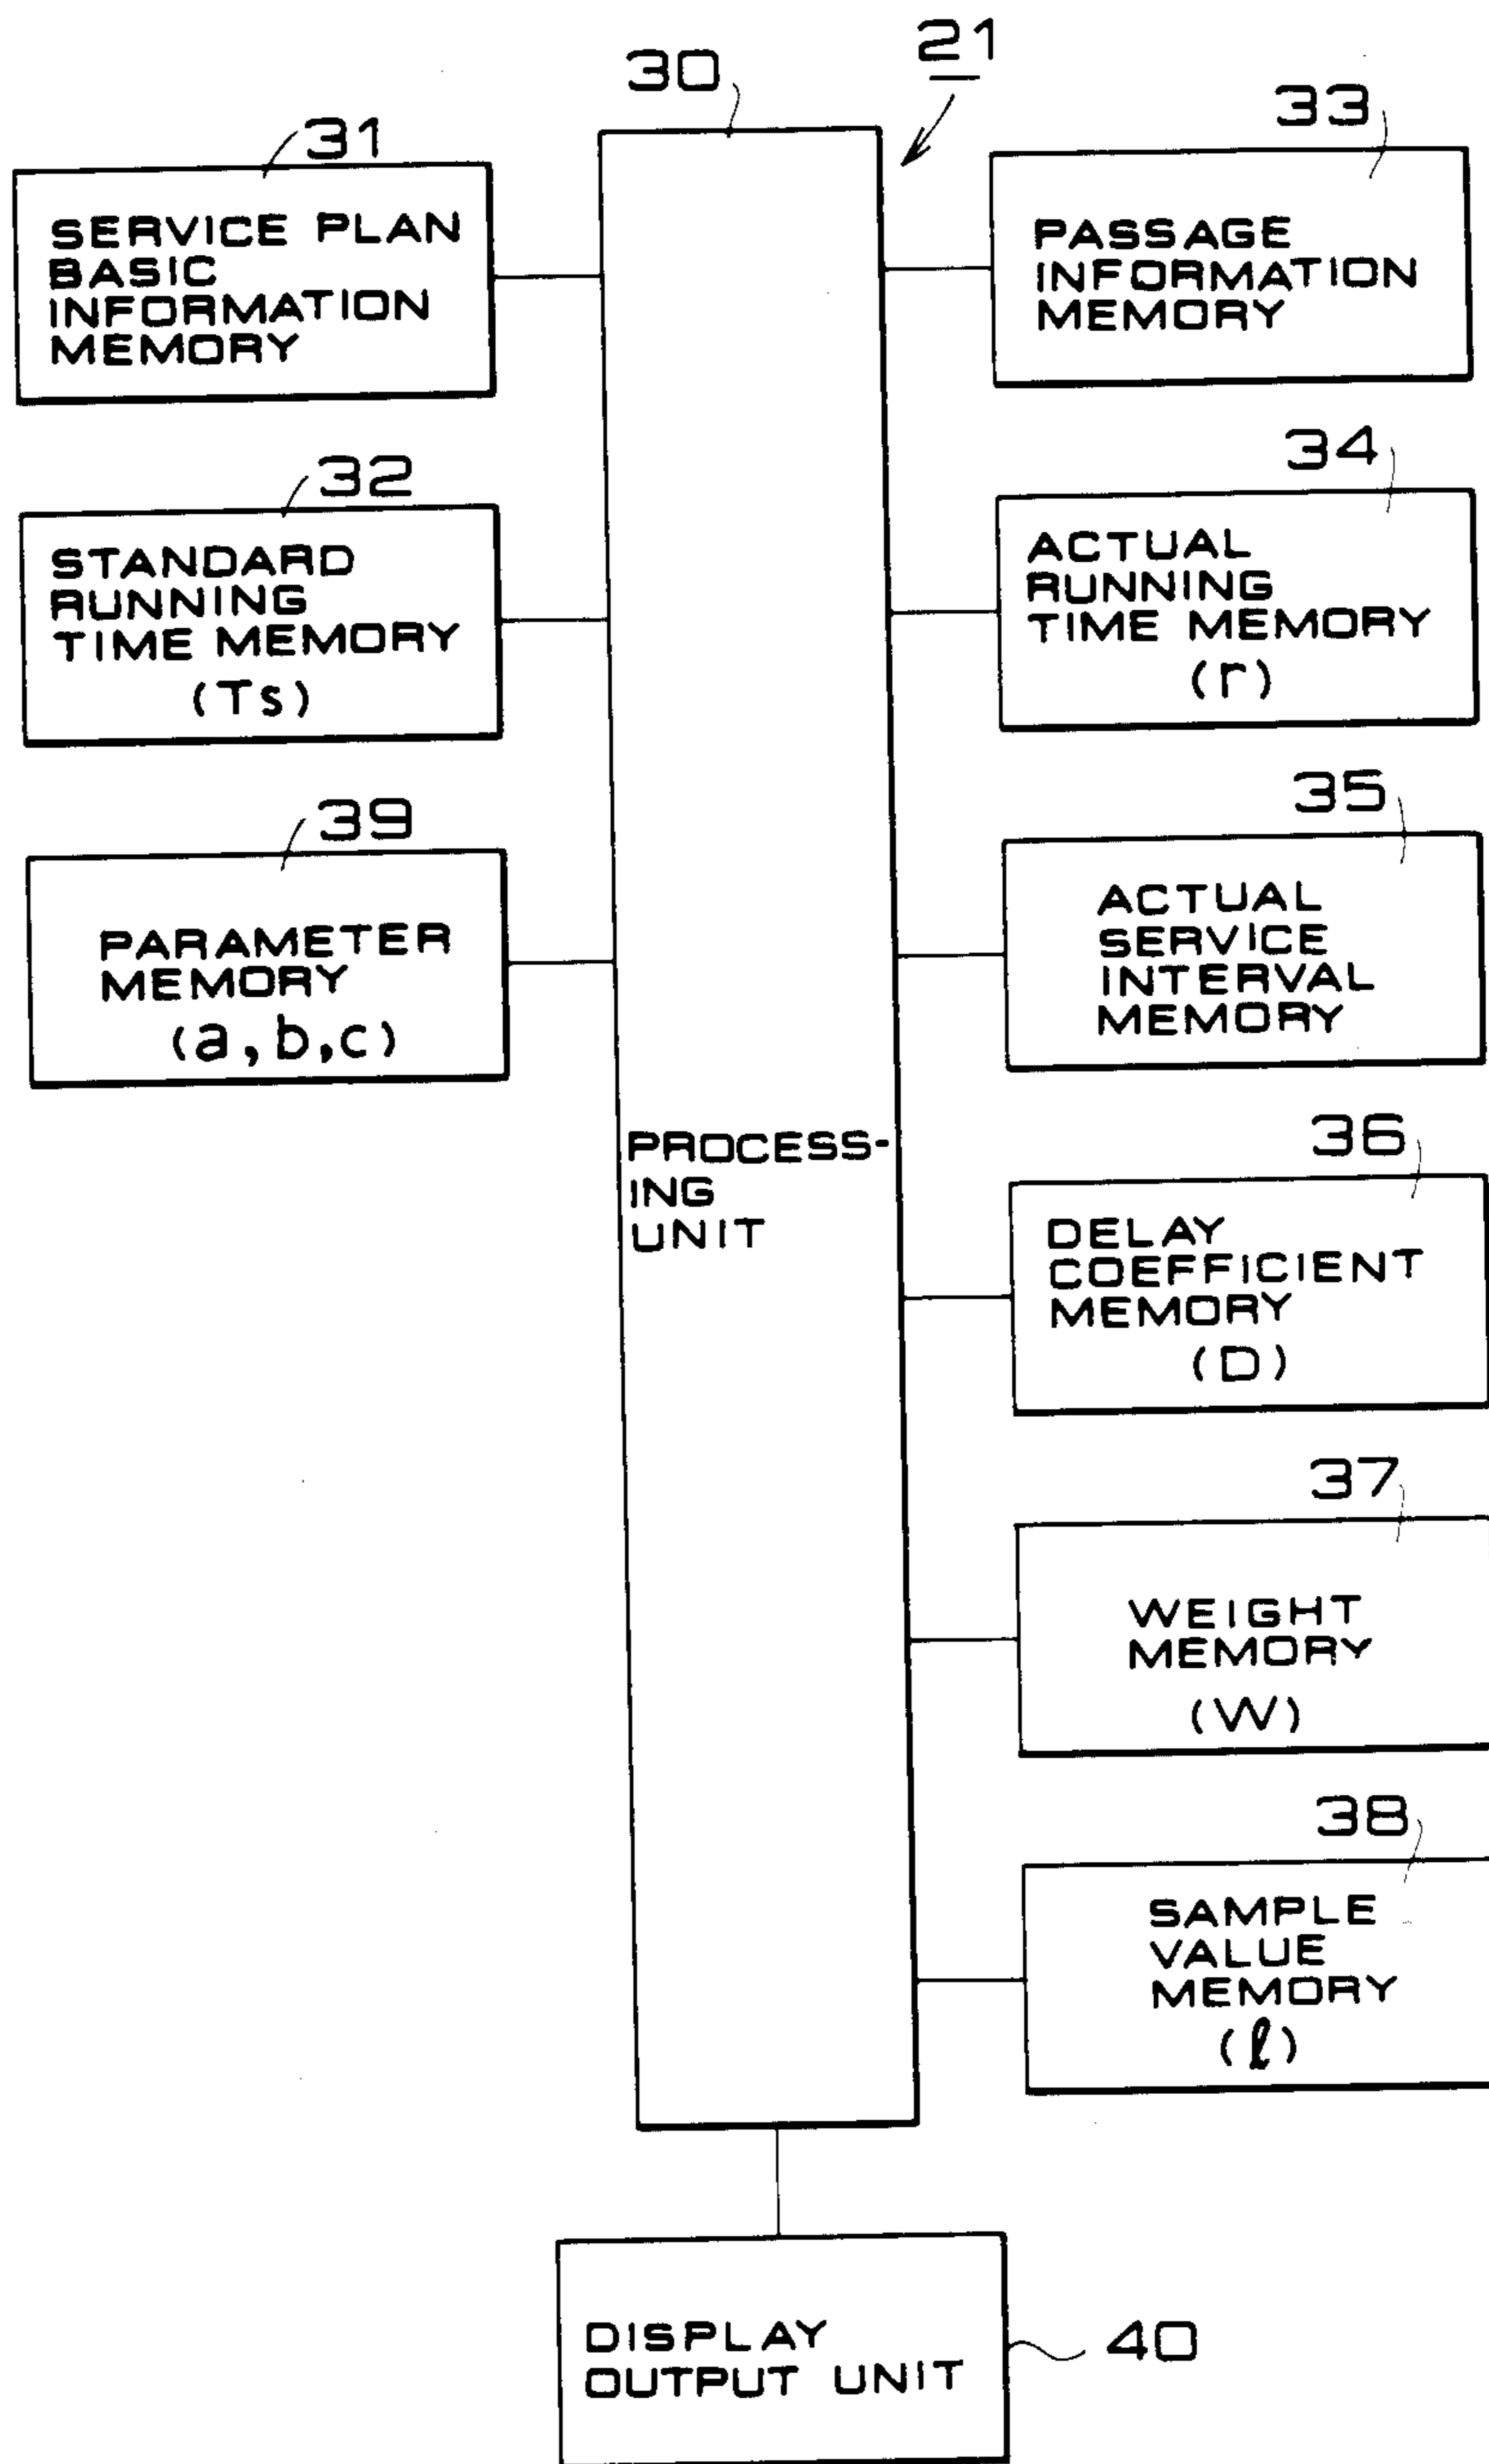 21
30
31
SERVICE PLAN
BASIC
INFORMATION
MEMORY
32
STANDARD
RUNNING
TIME MEMORY
(Ts)
39
PARAMETER
MEMORY
(a, b, c)
PROCESS-
ING
UNIT
33
PASSAGE
INFORMATION
MEMORY
34
ACTUAL
RUNNING
TIME MEMORY
(r)
35
ACTUAL
SERVICE
INTERVAL
MEMORY
36
DELAY
COEFFICIENT
MEMORY
(D)
37
WEIGHT
MEMORY
(W)
38
SAMPLE
VALUE
MEMORY
(ℓ)
DISPLAY
OUTPUT UNIT
40